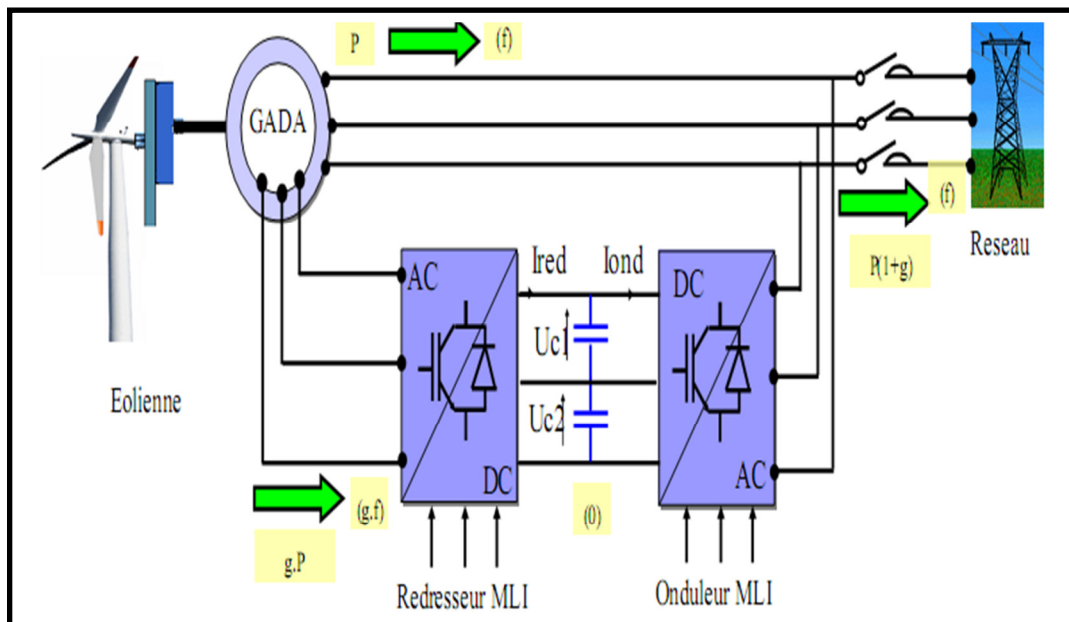 P (f)
GADA
(f)
Reseau
P(1+g)
Ired Iond
AC DC
Uc1
Eolienne
Uc2
DC AC
(g.f) (0)
g.P
Redresseur MLI Onduleur MLI